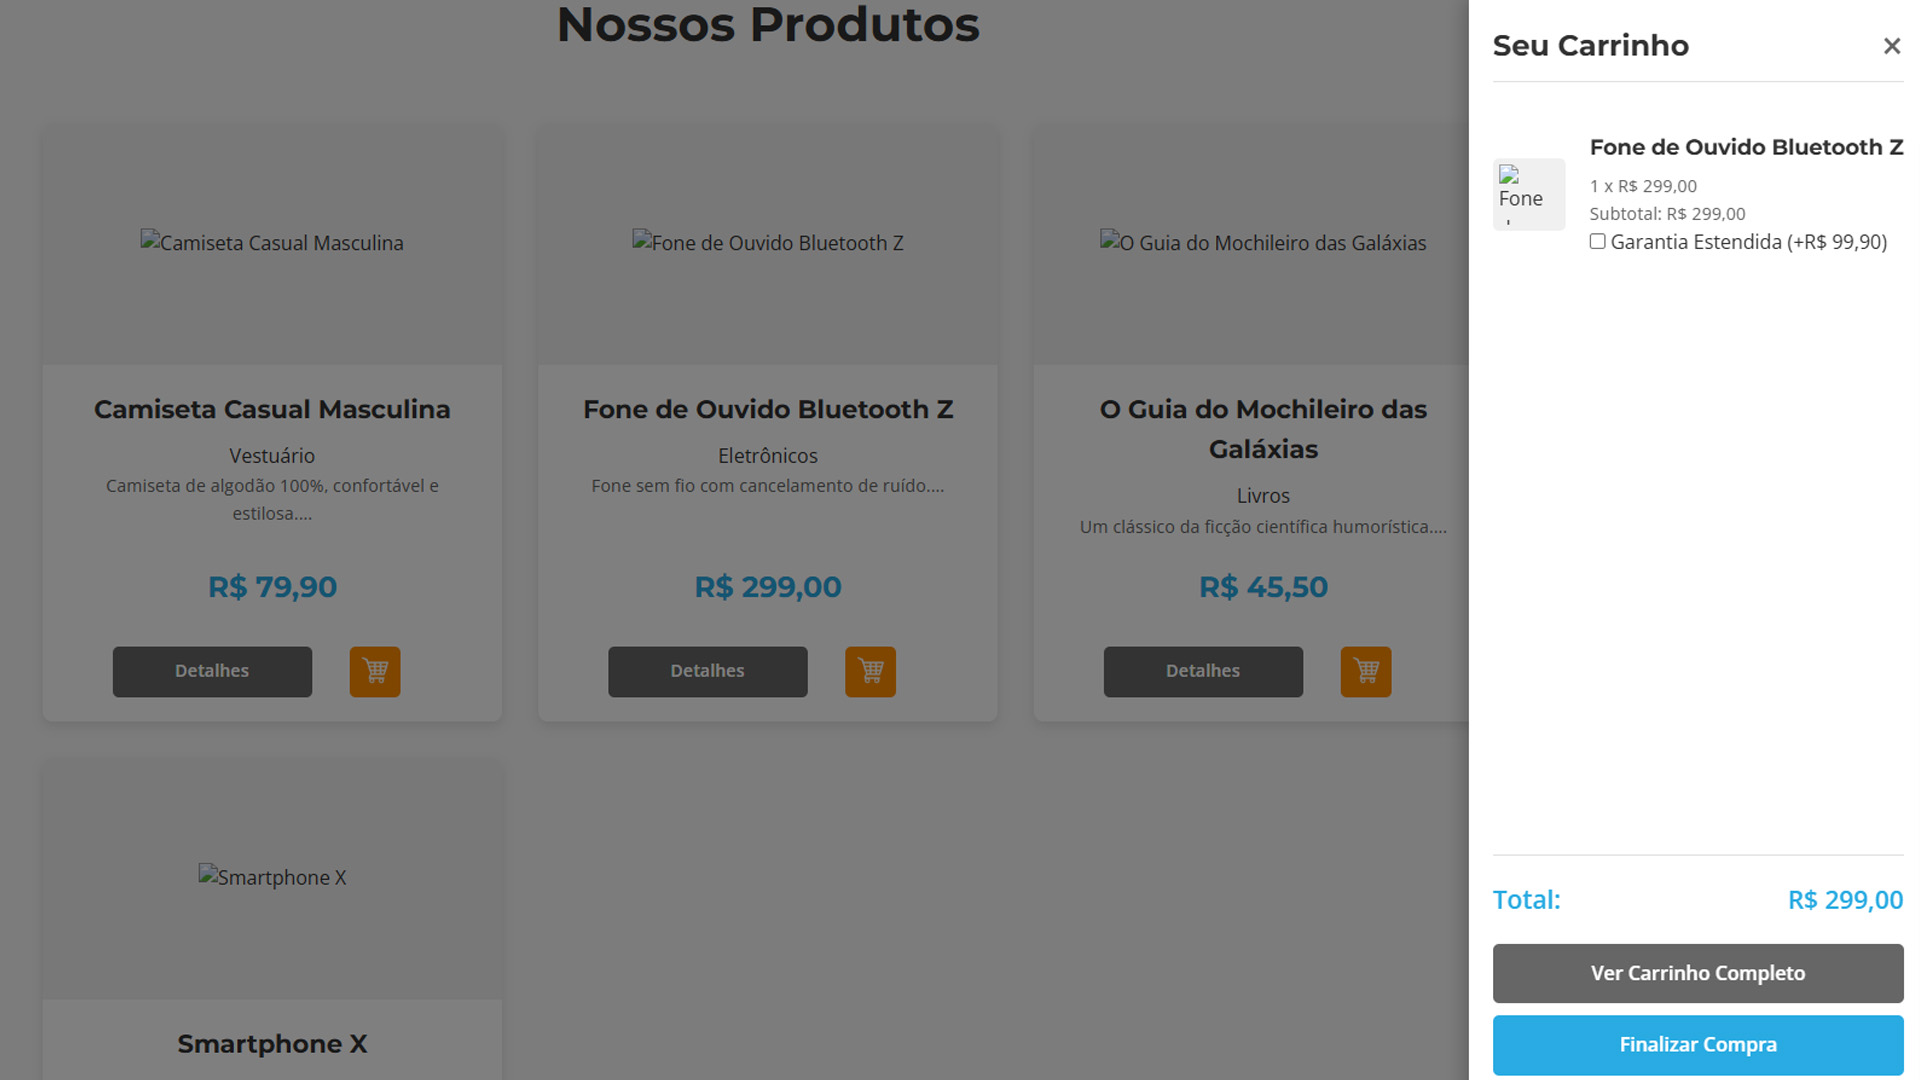 Nossos Produtos
Camiseta Casual Masculina
Camiseta Casual Masculina
Vestuário
Camiseta de algodão 100%, confortável e
estilosa....
R$ 79,90
Detalhes
Fone de Ouvido Bluetooth Z
Fone de Ouvido Bluetooth Z
Eletrônicos
Fone sem fio com cancelamento de ruído....
R$ 299,00
Detalhes
O Guia do Mochileiro das Galáxias
O Guia do Mochileiro das
Galáxias
Livros
Um clássico da ficção científica humorística....
R$ 45,50
Detalhes
Smartphone X
Smartphone X
Seu Carrinho
×
Fone
Fone de Ouvido Bluetooth Z
1 x R$ 299,00
Subtotal: R$ 299,00
Garantia Estendida (+R$ 99,90)
Total: R$ 299,00
Ver Carrinho Completo
Finalizar Compra